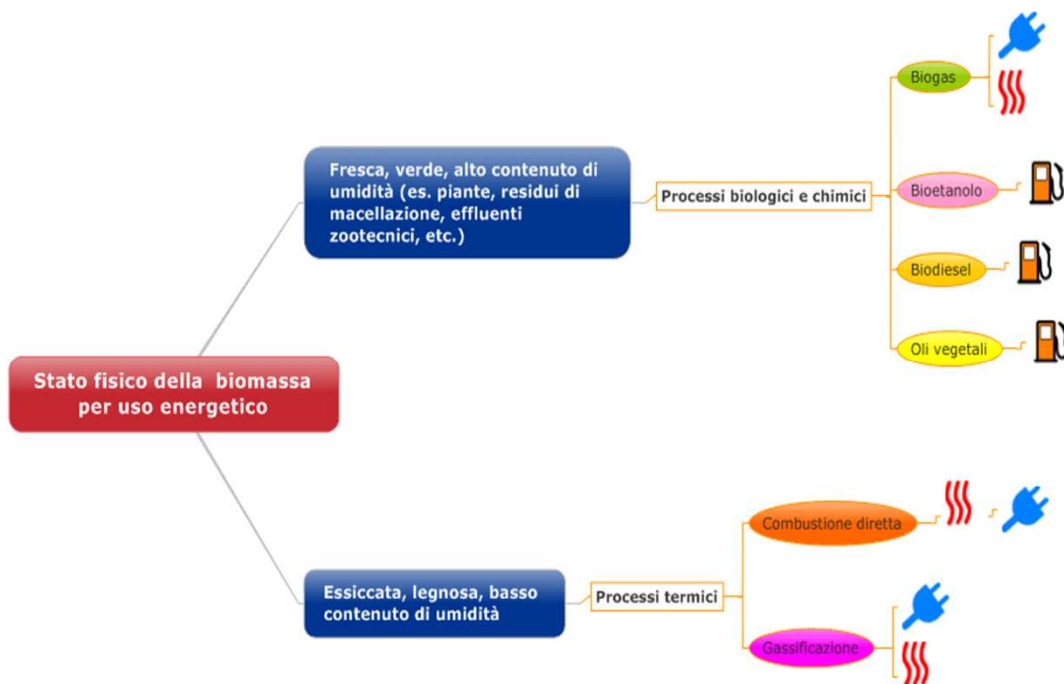 Biogas
Fresca, verde, alto contenuto di
umidità (es. piante, residui di
macellazione, effluenti
zootecnici, etc.)
Processi biologici e chimici
Bioetanolo
Biodiesel
Oli vegetali
Stato fisico della biomassa
per uso energetico
Combustione diretta
Essiccata, legnosa, basso
contenuto di umidità
Processi termici
Gassificazione